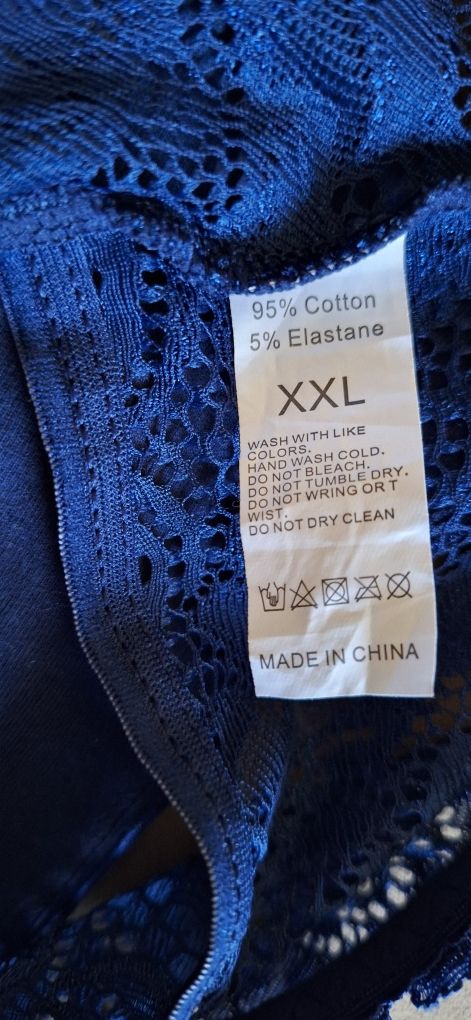 95% Cotton
5% Elastane
XXL
WASH WITH LIKE
COLORS.
HAND WASH COLD.
DO NOT BLEACH.
DO NOT TUMBLE DRY.
DO NOT WRING OR T
WIST.
DO NOT DRY CLEAN
MADE IN CHINA